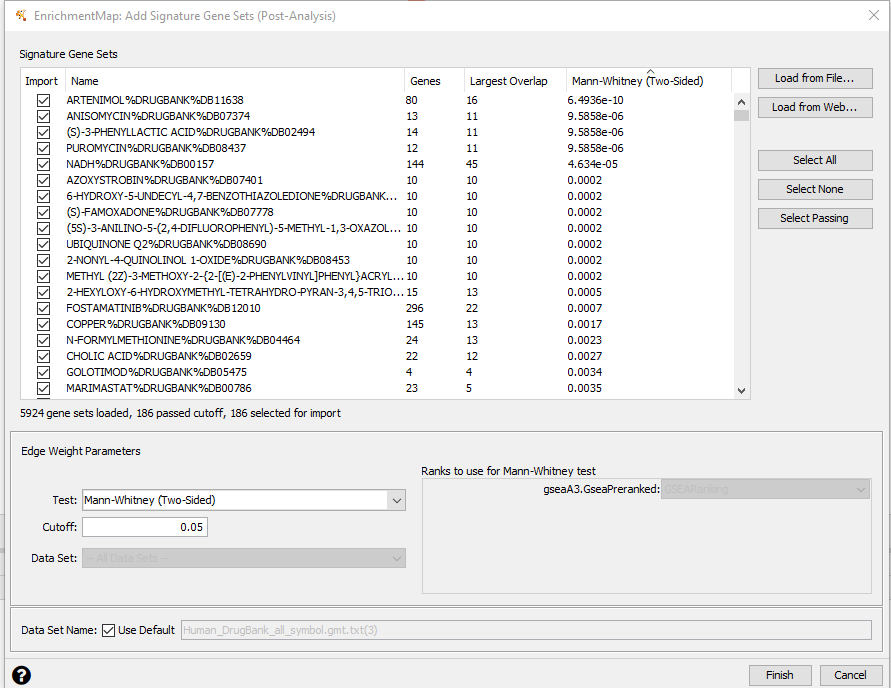 EnrichmentMap: Add Signature Gene Sets (Post-Analysis)
Signature Gene Sets
Import Name Genes Largest Overlap Mann-Whitney (Two-Sided)
ARTENIMOL%DRUGBANK%DB11638 80 16 6.4936e-10
ANISOMYCIN%DRUGBANK%DB07374 13 11 9.5858e-06
(S)-3-PHENYLLACTIC ACID%DRUGBANK%DB02494 14 11 9.5858e-06
PUROMYCIN%DRUGBANK%DB08437 12 11 9.5858e-06
NADH%DRUGBANK%DB00157 144 45 4.634e-05
AZOXYSTROBIN%DRUGBANK%DB07401 10 10 0.0002
6-HYDROXY-5-UNDECYL-4,7-BENZOTHIAZOLEDIONE%DRUGBANK... 10 10 0.0002
(S)-FAMOXADONE%DRUGBANK%DB07778 10 10 0.0002
(5S)-3-ANILINO-5-(2,4-DIFLUOROPHENYL)-5-METHYL-1,3-OXAZOL... 10 10 0.0002
UBIQUINONE Q2%DRUGBANK%DB08690 10 10 0.0002
2-NONYL-4-QUINOLINOL 1-OXIDE%DRUGBANK%DB08453 10 10 0.0002
METHYL (2Z)-3-METHOXY-2-{2-[(E)-2-PHENYLVINYL]PHENYL}ACRYL... 10 10 0.0002
2-HEXYLOXY-6-HYDROXYMETHYL-TETRAHYDRO-PYRAN-3,4,5-TRIO... 15 13 0.0005
FOSTAMATINIB%DRUGBANK%DB12010 296 22 0.0007
COPPER%DRUGBANK%DB09130 145 13 0.0017
N-FORMYLMETHIONINE%DRUGBANK%DB04464 24 13 0.0023
CHOLIC ACID%DRUGBANK%DB02659 22 12 0.0027
GOLOTIMOD%DRUGBANK%DB05475 4 4 0.0034
MARIMASTAT%DRUGBANK%DB00786 23 5 0.0035
Load from File...
Load from Web...
Select All
Select None
Select Passing
5924 gene sets loaded, 186 passed cutoff, 186 selected for import
Edge Weight Parameters
Test: Mann-Whitney (Two-Sided)
Cutoff: 0.05
Data Set: -- All Data Sets --
Ranks to use for Mann-Whitney test
gseaA3.GseaPreranked: GSEARanking
Data Set Name: Use Default Human_DrugBank_all_symbol.gmt.txt(3)
?
Finish Cancel